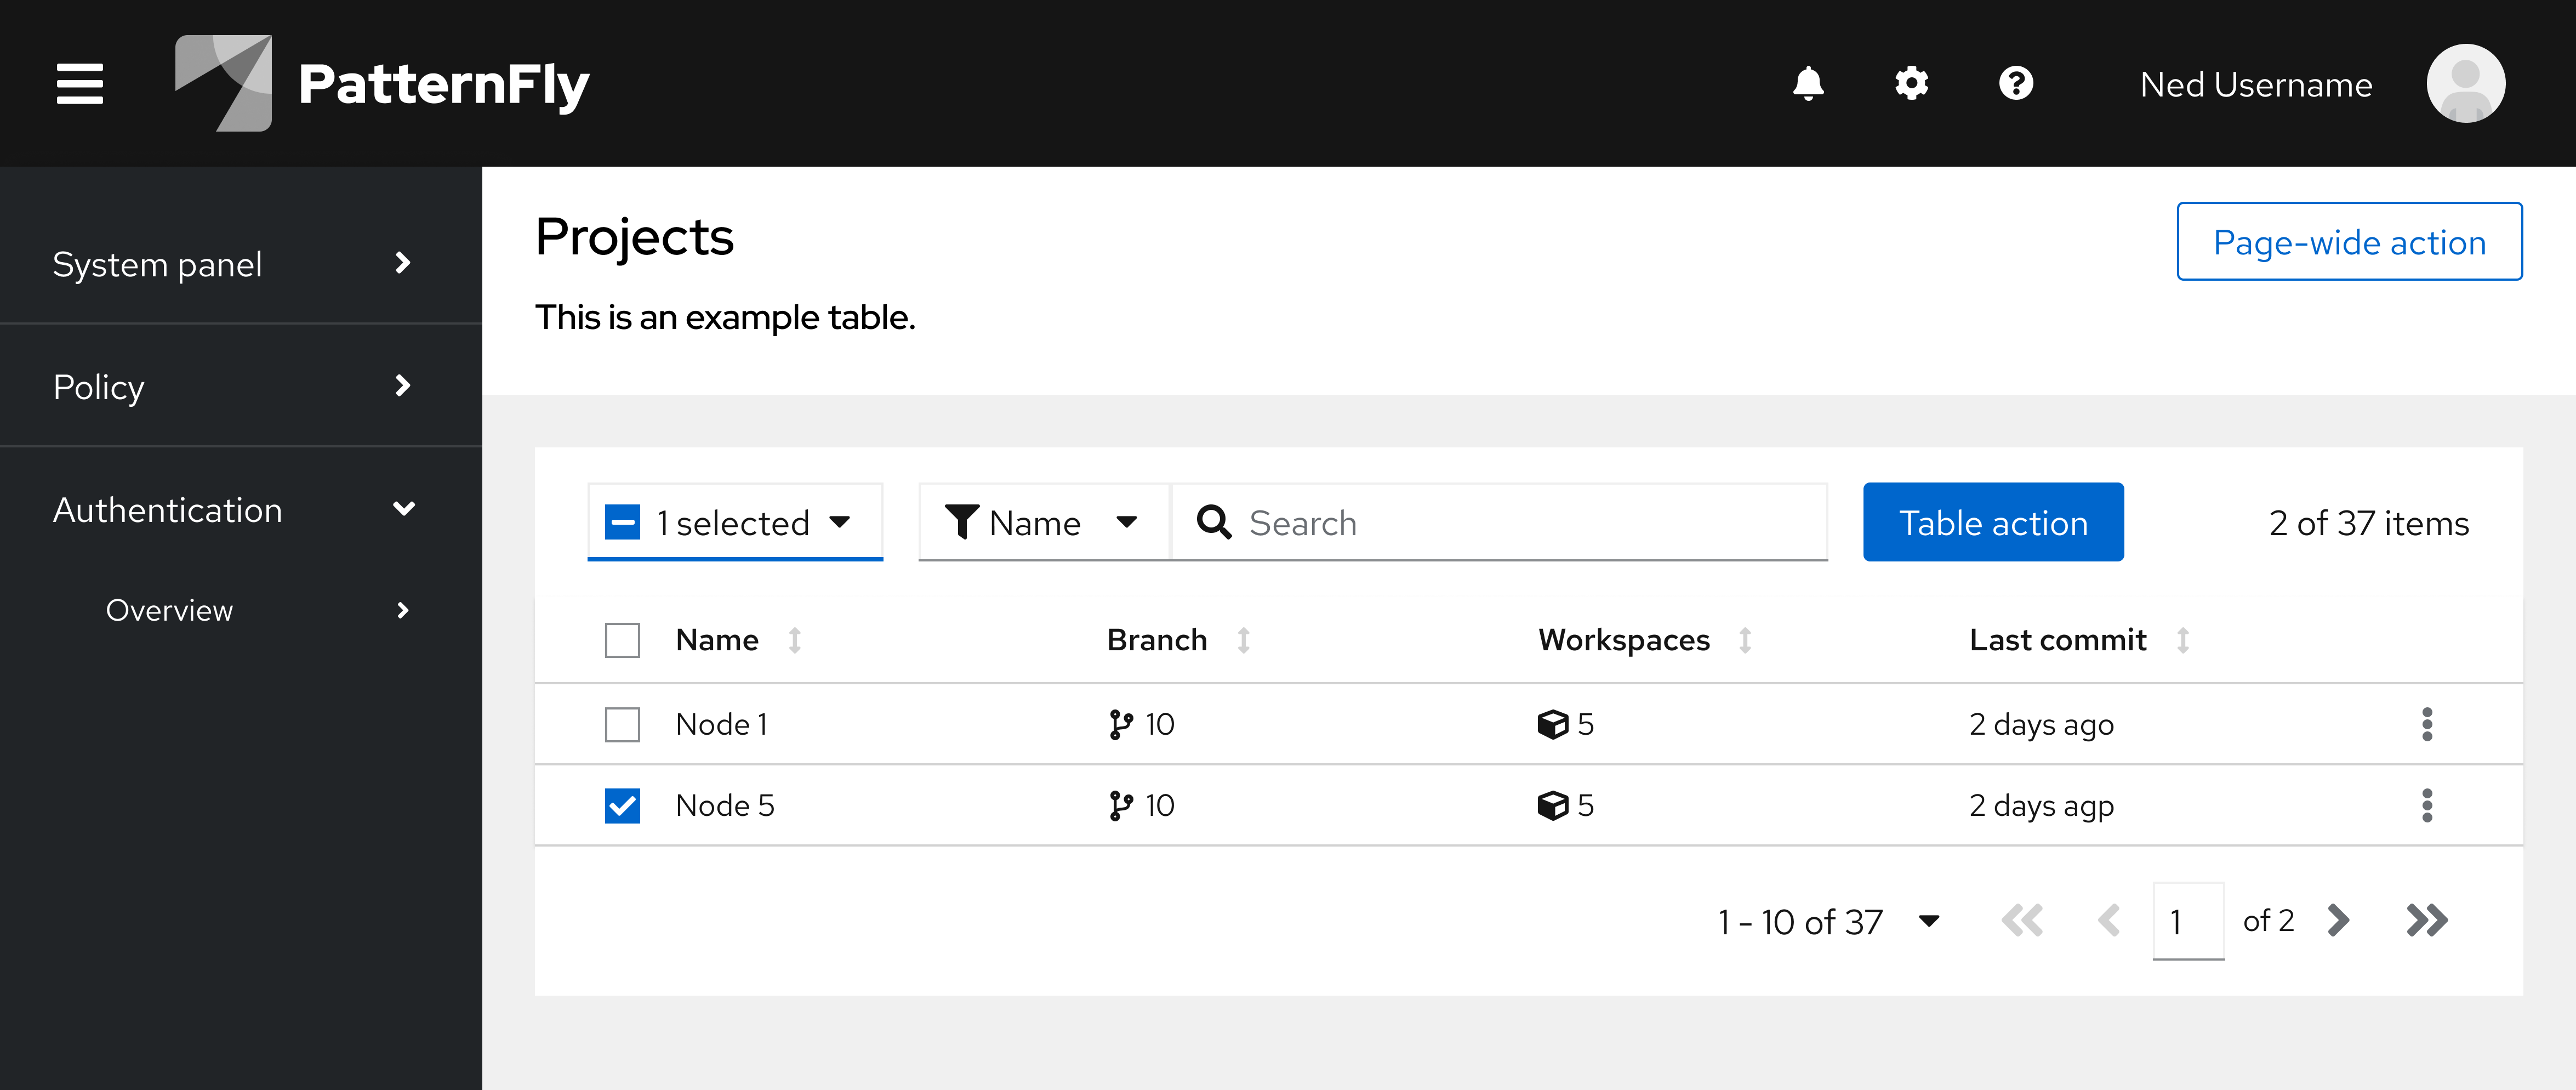 PatternFly
Ned Username
System panel
Policy
Authentication
Overview
Projects
Page-wide action
This is an example table.
1 selected
Name
Search
Table action
2 of 37 items
Name Branch Workspaces Last commit
Node 1 10 5 2 days ago
Node 5 10 5 2 days agp
1 - 10 of 37 1 of 2